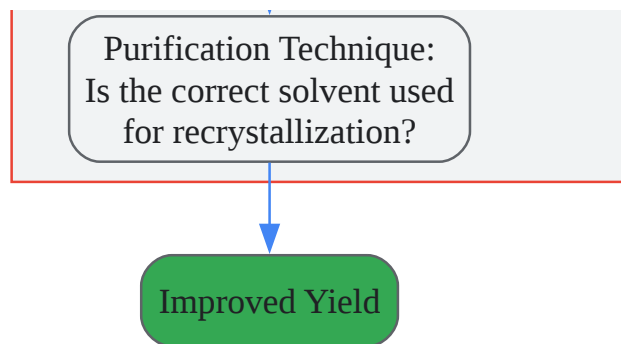 Purification Technique:
Is the correct solvent used
for recrystallization?
Improved Yield